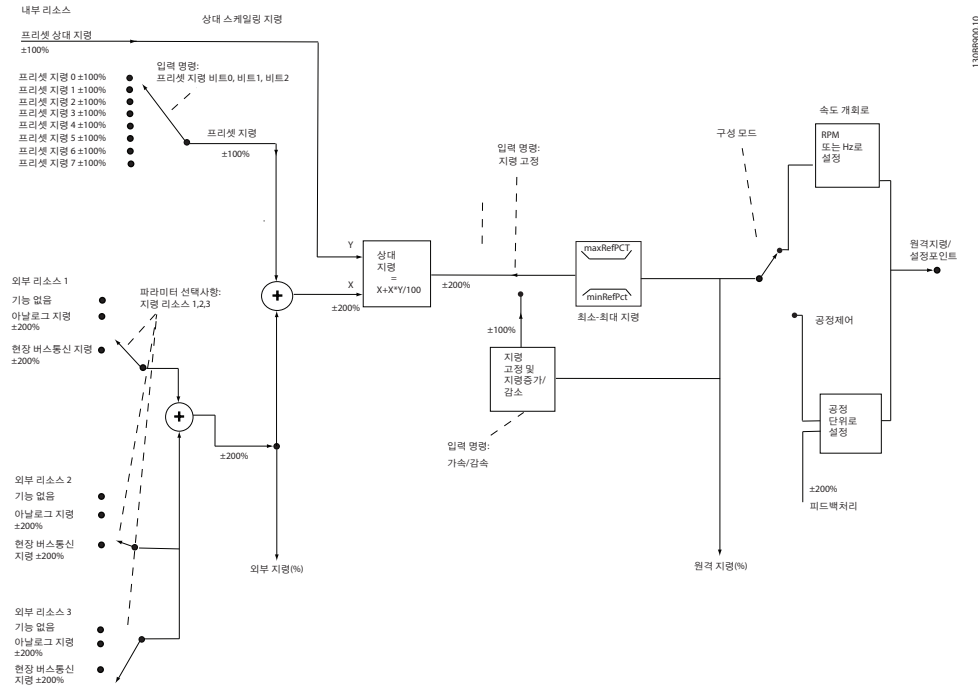 내부 리소스
상대 스케일링 지령
프리셋 상대 지령
±100%
입력 명령:
프리셋 지령 비트0, 비트1, 비트2
프리셋 지령 0 ±100%
프리셋 지령 1 ±100%
프리셋 지령 2 ±100%
프리셋 지령 3 ±100%
프리셋 지령 4 ±100%
프리셋 지령 5 ±100%
프리셋 지령 6 ±100%
프리셋 지령 7 ±100%
프리셋 지령
±100%
입력 명령:
지령 고정
구성 모드
속도 개회로
RPM
또는 Hz로
설정
130BB900.10
Y
X
±200%
상대
지령
=
X+X*Y/100
±200%
maxRefPCT
minRefPct
최소-최대 지령
원격지령/
설정포인트
외부 리소스 1
기능 없음
아날로그 지령
±200%
현장 버스통신 지령
±200%
파라미터 선택사항:
지령 리소스 1,2,3
±100%
지령
고정 및
지령증가/
감소
입력 명령:
가속/감속
공정제어
공정
단위로
설정
±200%
피드백처리
±200%
외부 지령(%)
원격 지령(%)
외부 리소스 2
기능 없음
아날로그 지령
±200%
현장 버스통신
지령 ±200%
외부 리소스 3
기능 없음
아날로그 지령
±200%
현장 버스통신
지령 ±200%